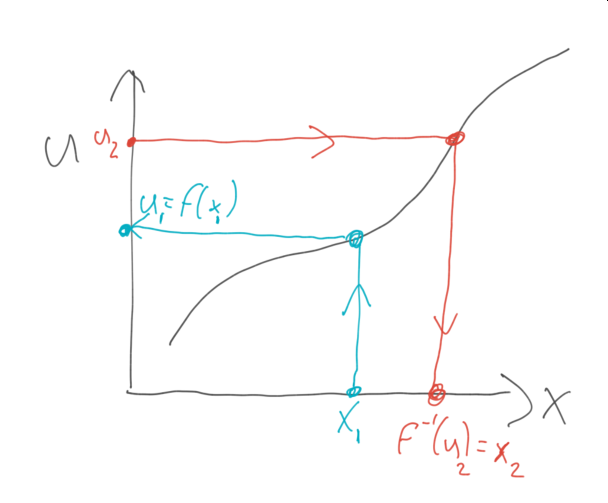 u
u₂
u₁=f(x₁)
x
x₁
f⁻¹(u₂)=x₂